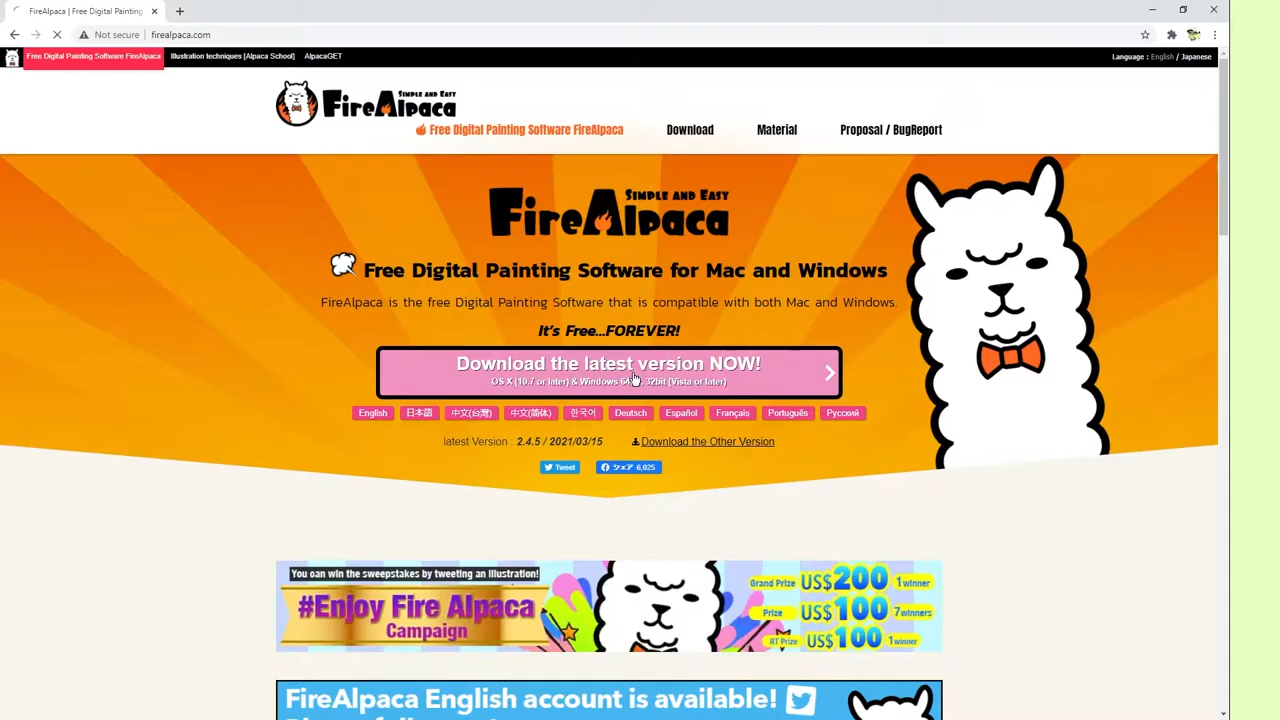 FireAlpaca | Free Digital Painting
Not secure | firealpaca.com
Free Digital Painting Software FireAlpaca
Illustration techniques [Alpaca School]
AlpacaGET
Language : English / Japanese
Simple and Easy
FireAlpaca
Free Digital Painting Software FireAlpaca
Download
Material
Proposal / BugReport
Simple and Easy
FireAlpaca
Free Digital Painting Software for Mac and Windows
FireAlpaca is the free Digital Painting Software that is compatible with both Mac and Windows.
It's Free...FOREVER!
Download the latest version NOW!
OS X (10.7 or later) & Windows 32bit (Vista or later)
English 日本語 中文(台灣) 中文(简体) 한국어 Deutsch Español Français Português Русский
latest Version : 2.4.5 / 2021/03/15
Download the Other Version
Tweet
シェア 6,025
You can win the sweepstakes by tweeting an illustration!
#Enjoy Fire Alpaca
Campaign
Grand Prize US$200 1 winner
Prize US$100 7 winners
RT Prize US$100 1 winner
FireAlpaca English account is available!